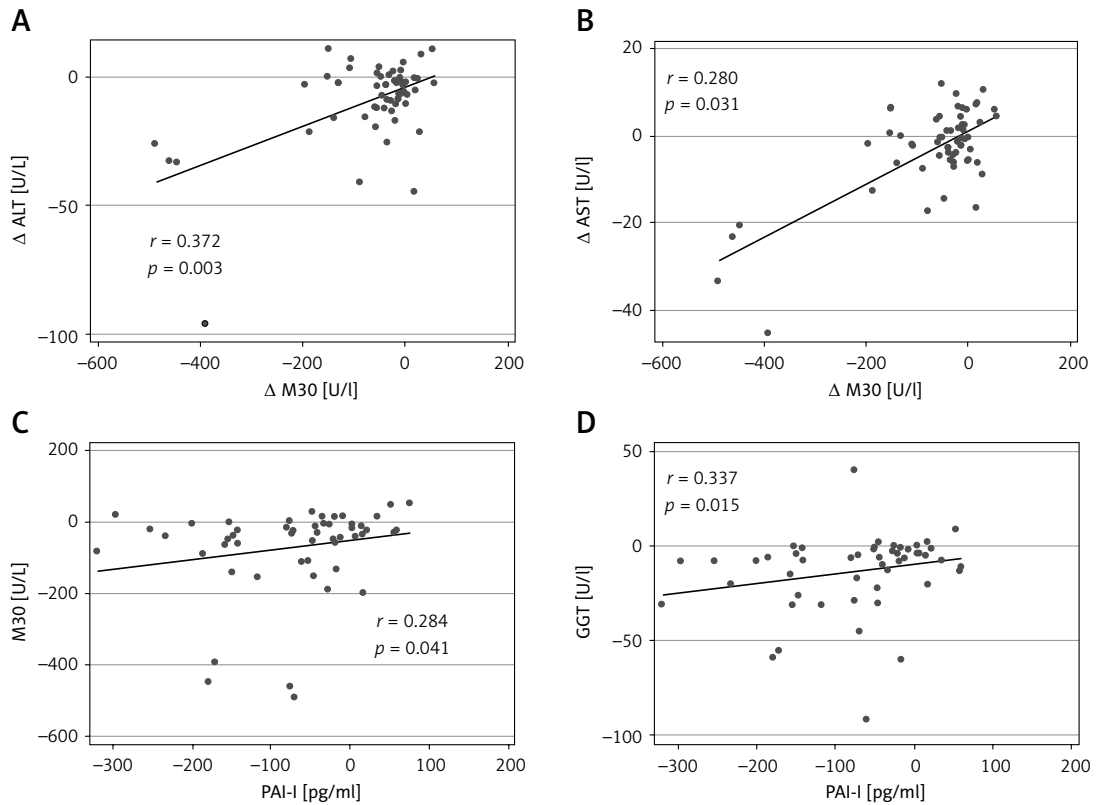 A
Δ ALT [U/L]
0
−50
−100
r = 0.372
p = 0.003
−600 −400 −200 0 200
Δ M30 [U/l]
B
Δ AST [U/l]
20
0
−20
−40
r = 0.280
p = 0.031
−600 −400 −200 0 200
Δ M30 [U/l]
C
M30 [U/L]
200
0
−200
−400
−600
r = 0.284
p = 0.041
−300 −200 −100 0 100 200
PAI-I [pg/ml]
D
GGT [U/l]
50
0
−50
−100
r = 0.337
p = 0.015
−300 −200 −100 0 100 200
PAI-I [pg/ml]